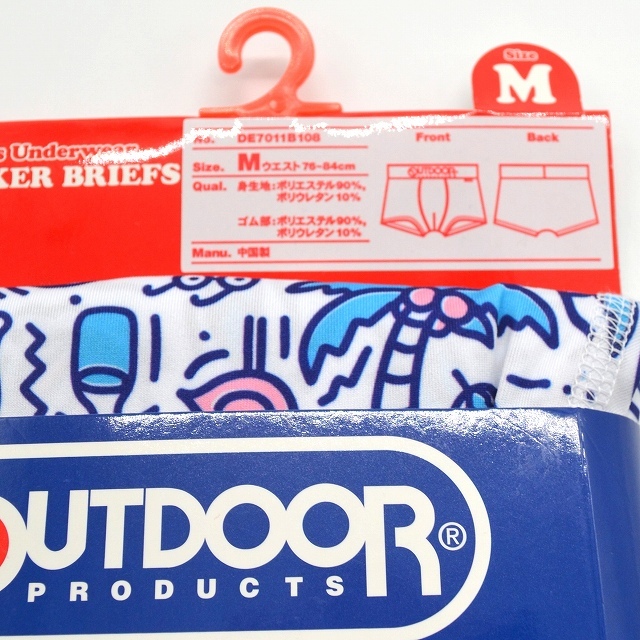 Size
M
No. DE7011B108
Front Back
Underwear
Size. M ウエスト76~84cm
OUTDOOR
KER BRIEFS
Qual. 身生地:ポリエステル90%,
ポリウレタン10%
ゴム部:ポリエステル90%,
ポリウレタン10%
Manu. 中国製
OUTDOOR®
PRODUCTS